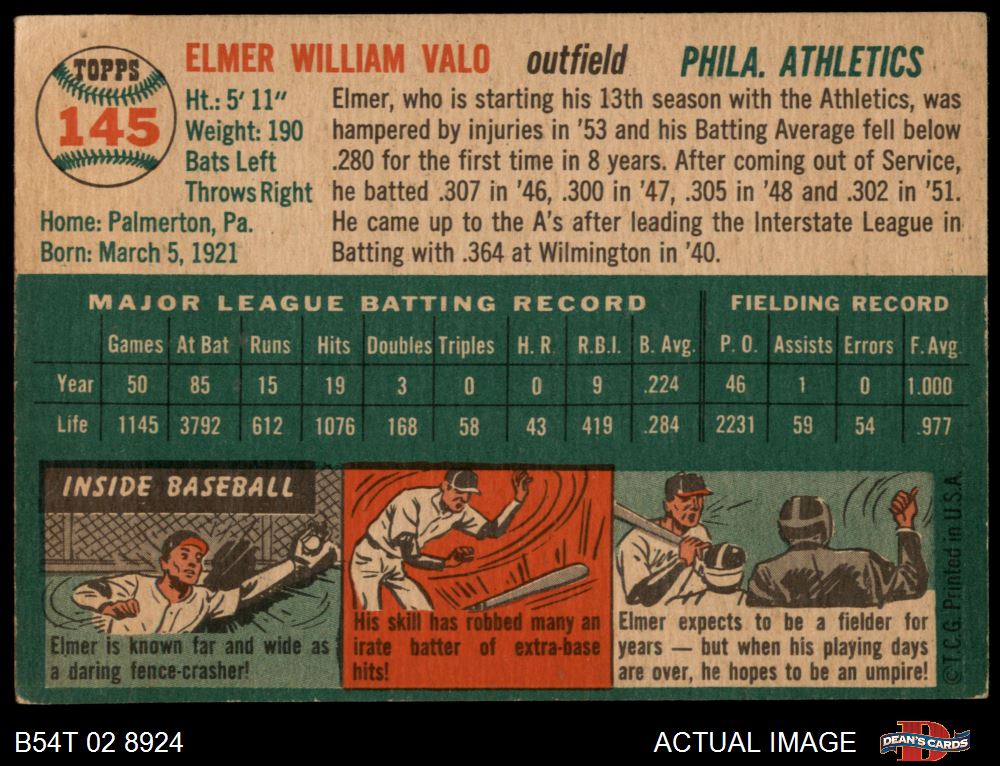 TOPPS
145
ELMER WILLIAM VALO outfield PHILA. ATHLETICS
Ht.: 5' 11"
Weight: 190
Bats Left
Throws Right
Home: Palmerton, Pa.
Born: March 5, 1921
Elmer, who is starting his 13th season with the Athletics, was
hampered by injuries in '53 and his Batting Average fell below
.280 for the first time in 8 years. After coming out of Service,
he batted .307 in '46, .300 in '47, .305 in '48 and .302 in '51.
He came up to the A's after leading the Interstate League in
Batting with .364 at Wilmington in '40.
MAJOR LEAGUE BATTING RECORD FIELDING RECORD
Games At Bat Runs Hits Doubles Triples H. R. R.B.I. B. Avg. P. O. Assists Errors F. Avg.
Year 50 85 15 19 3 0 0 9 .224 46 1 0 1.000
Life 1145 3792 612 1076 168 58 43 419 .284 2231 59 54 .977
INSIDE BASEBALL
Elmer is known far and wide as
a daring fence-crasher!
His skill has robbed many an
irate batter of extra-base
hits!
Elmer expects to be a fielder for
years — but when his playing days
are over, he hopes to be an umpire!
© T.C.G. Printed in U.S.A.
B54T 02 8924 ACTUAL IMAGE
D
DEAN'S CARDS